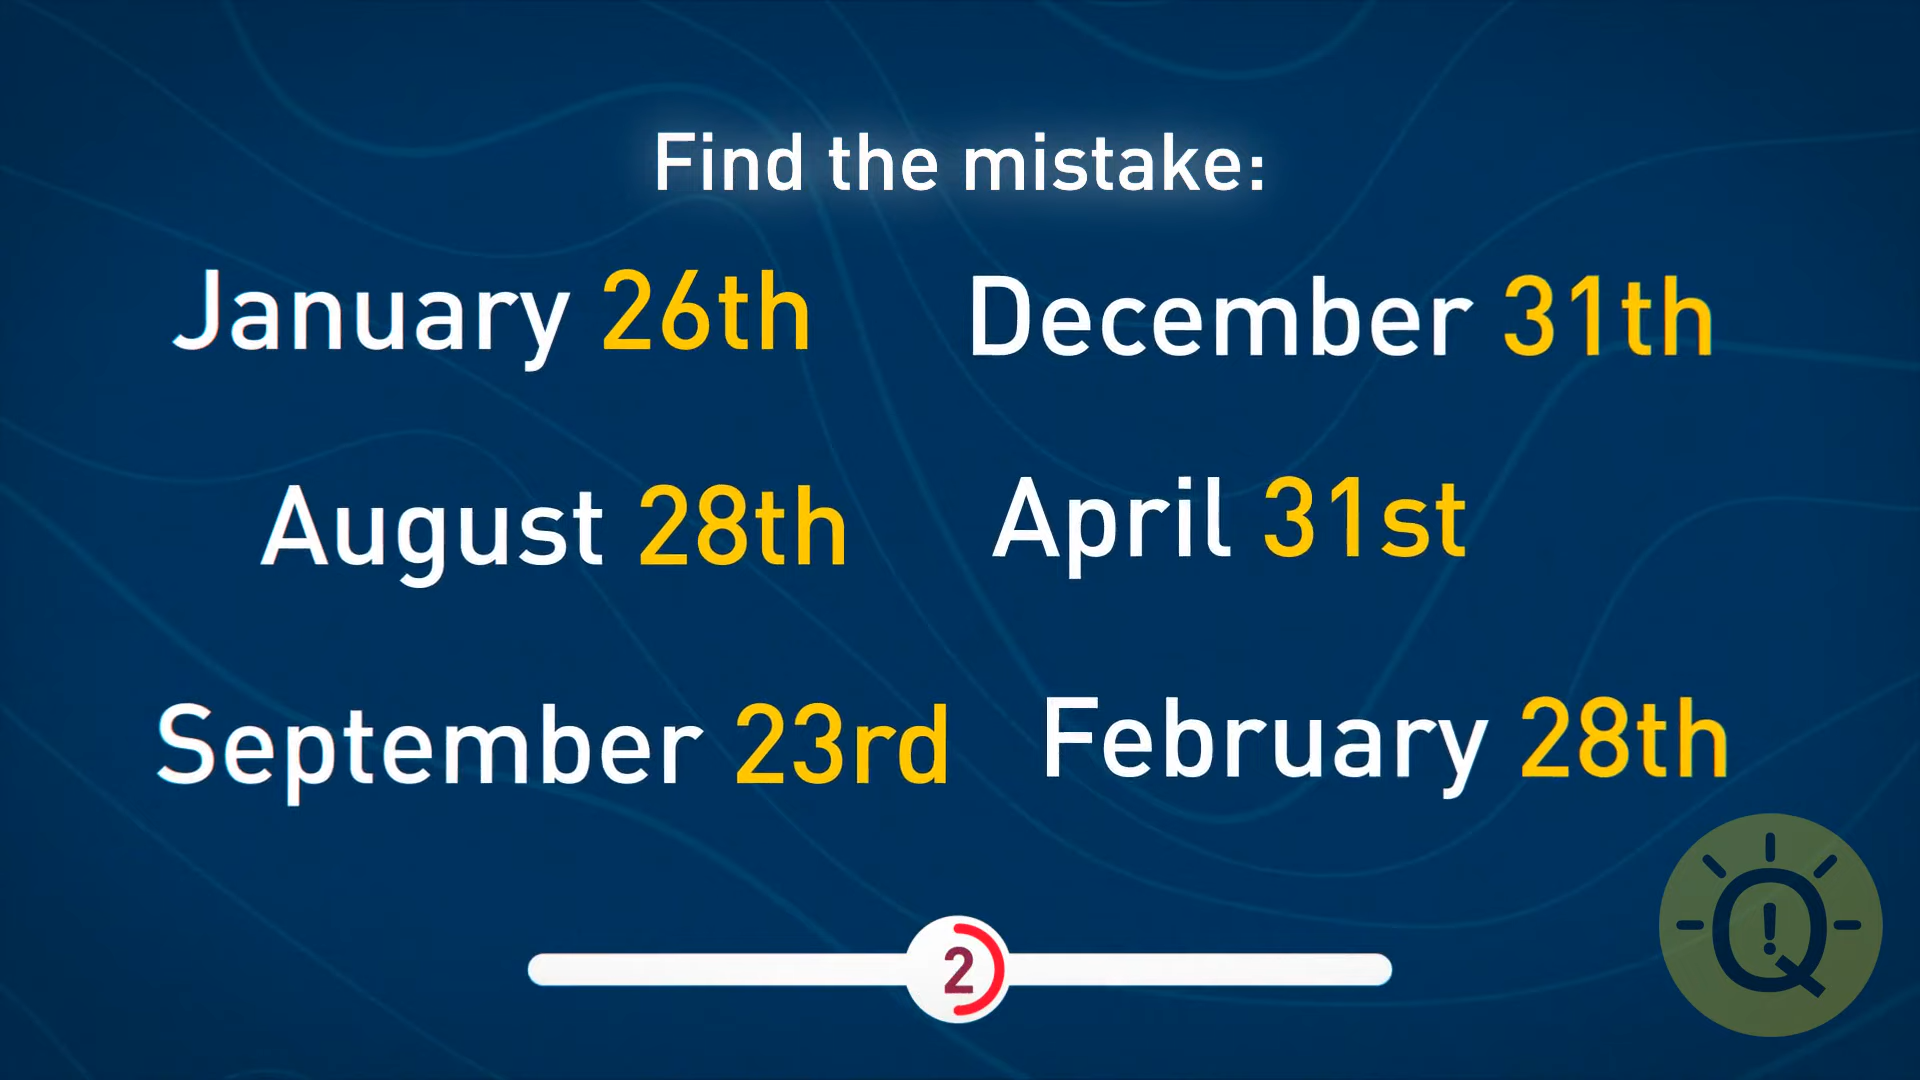 Find the mistake:
January 26th
December 31th
August 28th
April 31st
September 23rd
February 28th
2
Q!